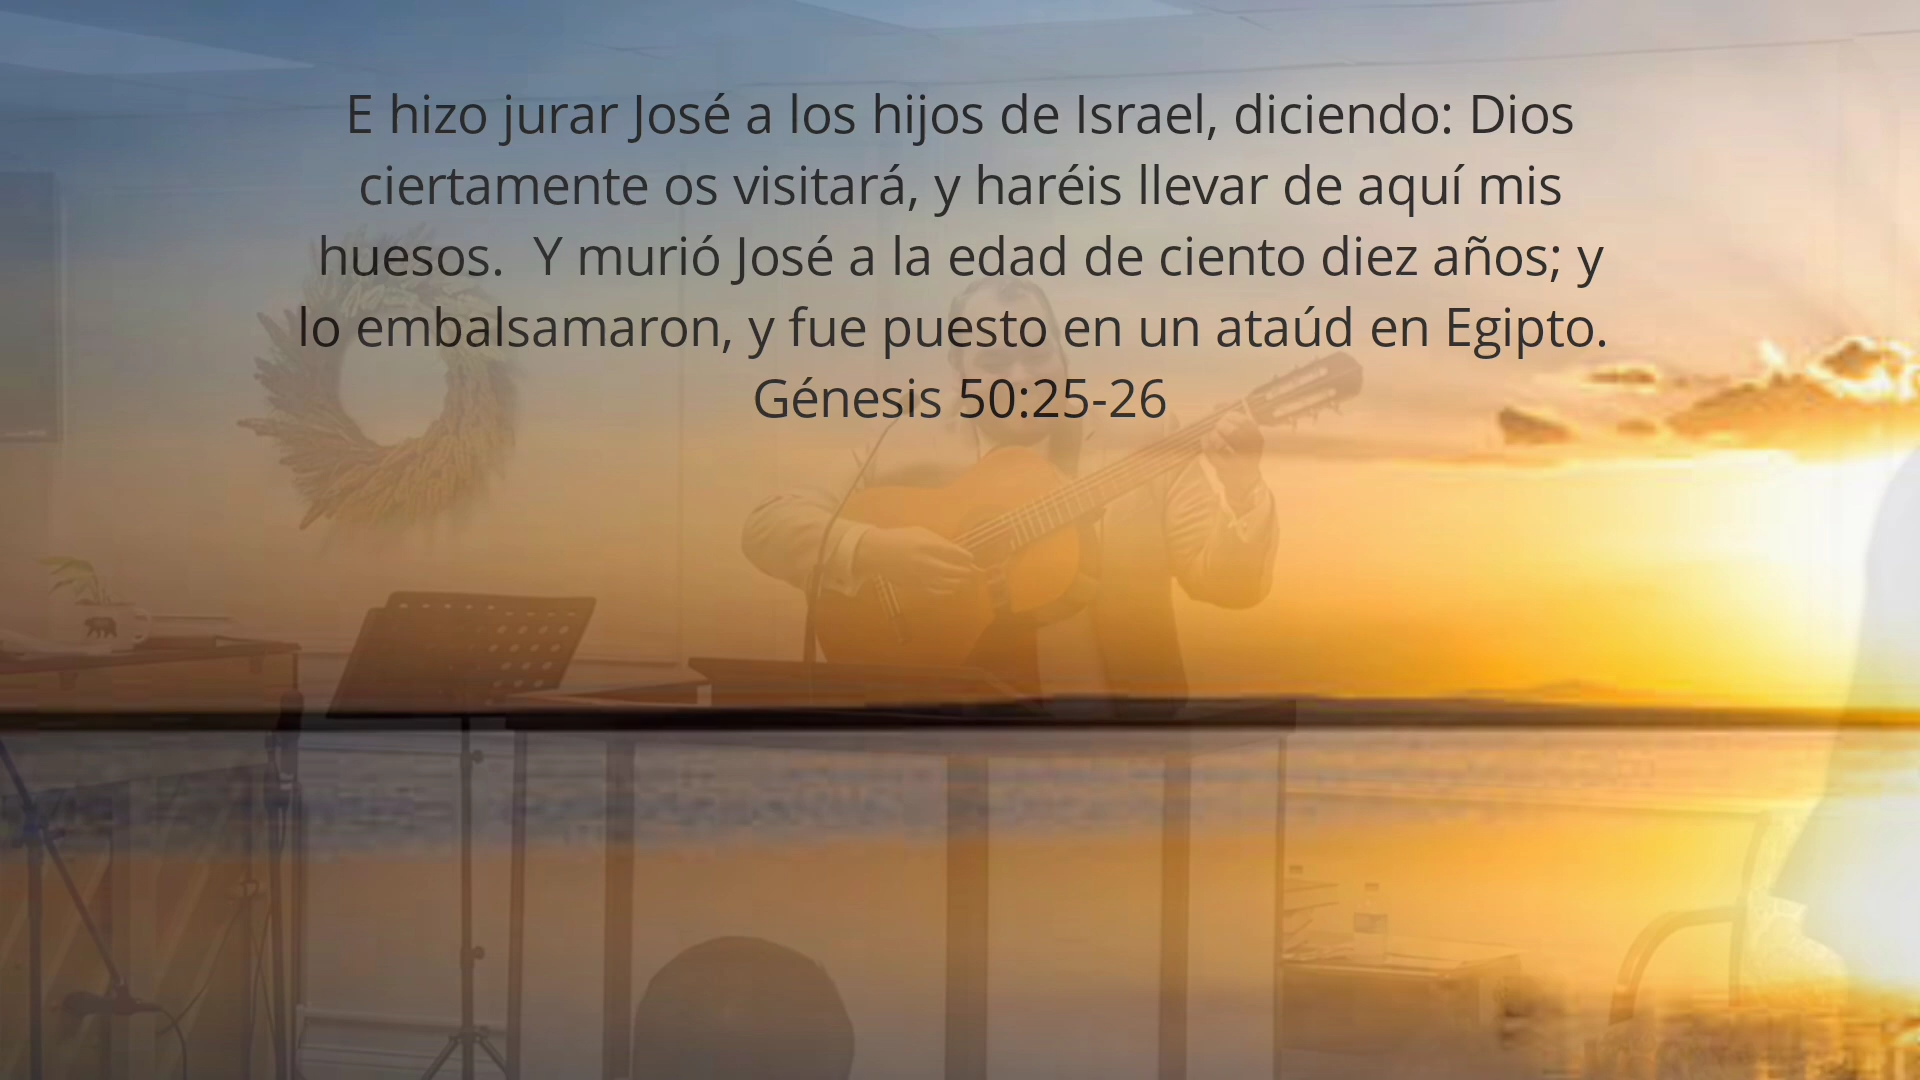 E hizo jurar José a los hijos de Israel, diciendo: Dios
ciertamente os visitará, y haréis llevar de aquí mis
huesos.  Y murió José a la edad de ciento diez años; y
lo embalsamaron, y fue puesto en un ataúd en Egipto.
Génesis 50:25-26